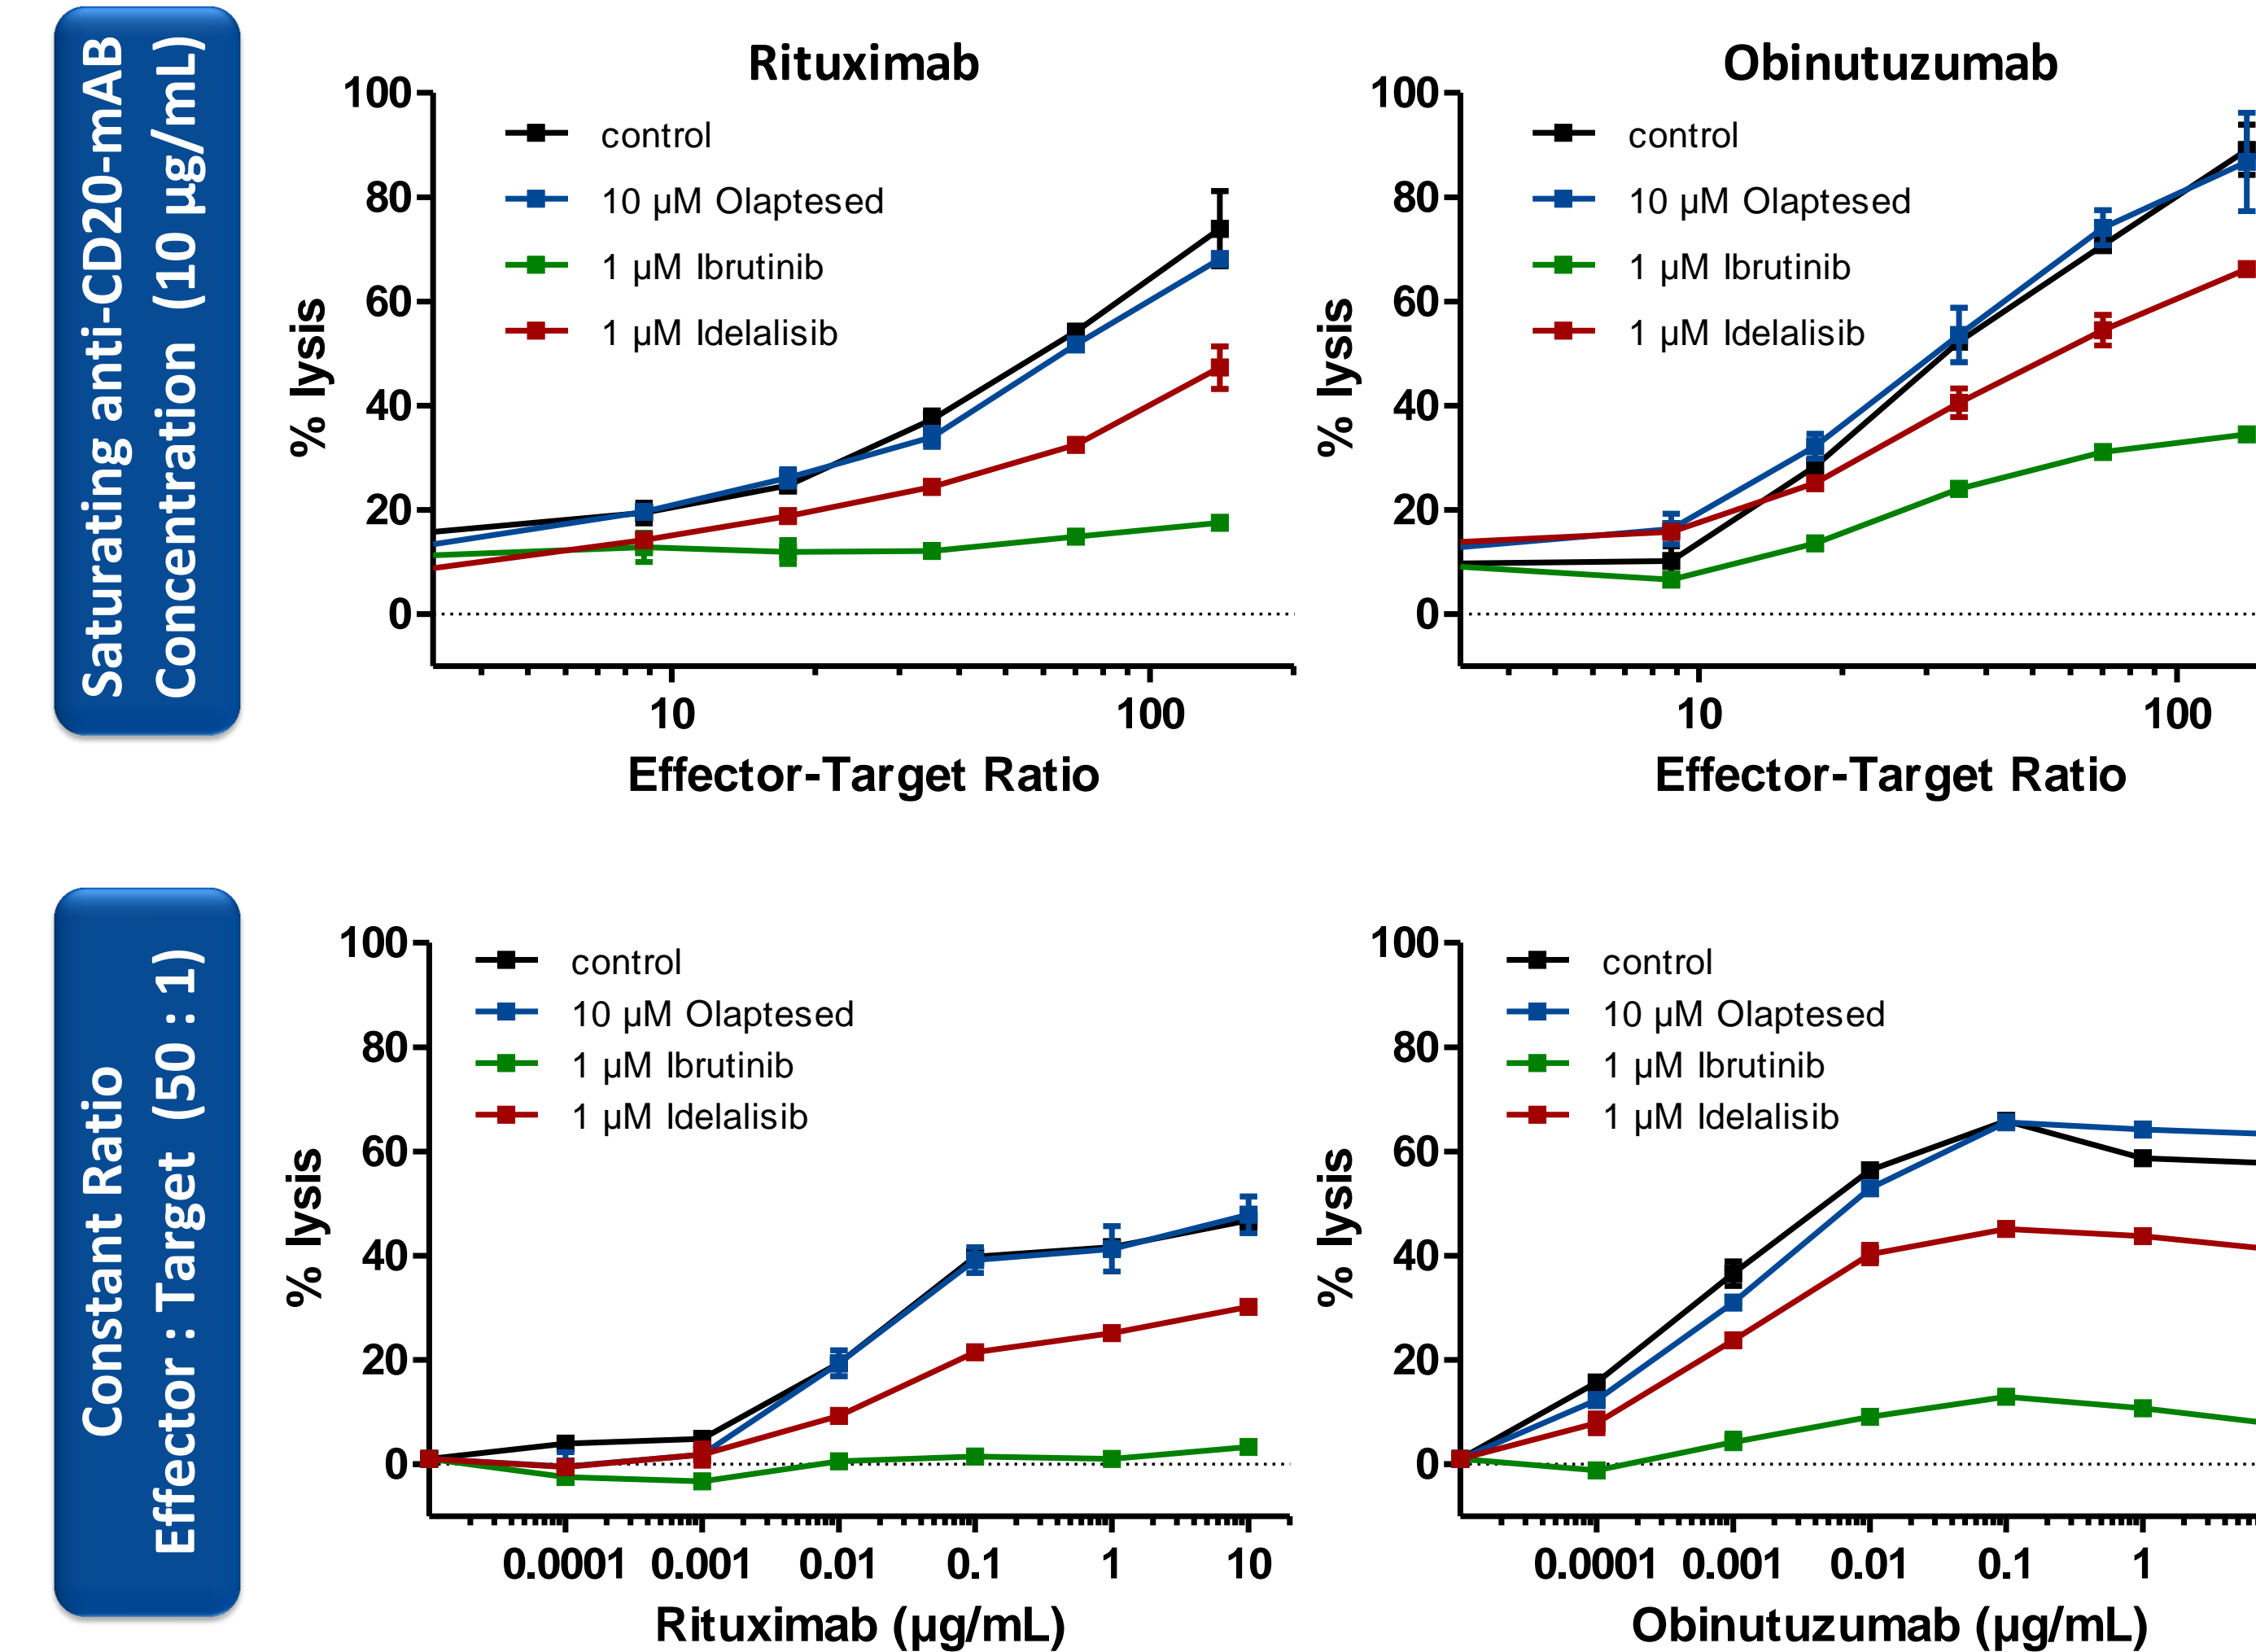 Saturating anti-CD20-mAB
Concentration (10 µg/mL)
Rituximab
100
80
60
40
20
0
% lysis
control
10 µM Olaptesed
1 µM Ibrutinib
1 µM Idelalisib
10
100
Effector-Target Ratio
Obinutuzumab
100
80
60
40
20
0
% lysis
control
10 µM Olaptesed
1 µM Ibrutinib
1 µM Idelalisib
10
100
Effector-Target Ratio
Constant Ratio
Effector : Target (50 : 1)
100
80
60
40
20
0
% lysis
control
10 µM Olaptesed
1 µM Ibrutinib
1 µM Idelalisib
0.0001 0.001 0.01 0.1 1 10
Rituximab (µg/mL)
100
80
60
40
20
0
% lysis
control
10 µM Olaptesed
1 µM Ibrutinib
1 µM Idelalisib
0.0001 0.001 0.01 0.1 1
Obinutuzumab (µg/mL)